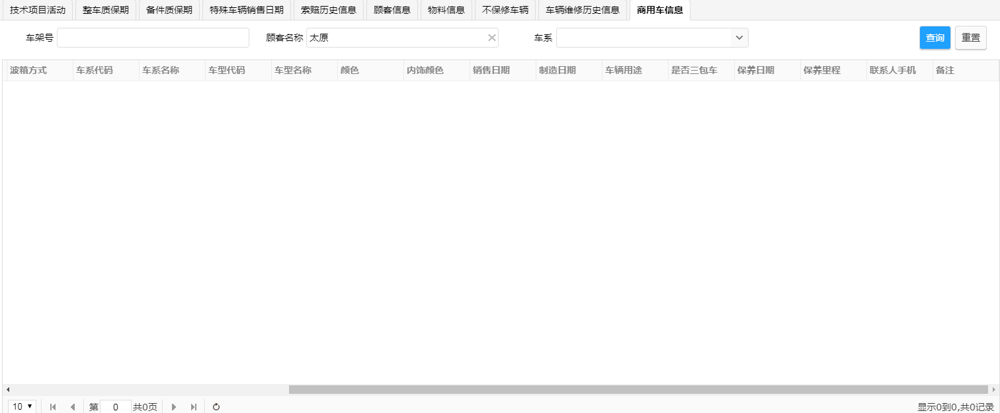 技术项目活动 整车质保期 备件质保期 特殊车辆销售日期 索赔历史信息 顾客信息 物料信息 不保修车辆 车辆维修历史信息 商用车信息
车架号 顾客名称 太原 车系 查询 重置
波箱方式 车系代码 车系名称 车型代码 车型名称 颜色 内饰颜色 销售日期 制造日期 车辆用途 是否三包车 保养日期 保养里程 联系人手机 备注
10 第 0 共0页 显示0到0,共0记录